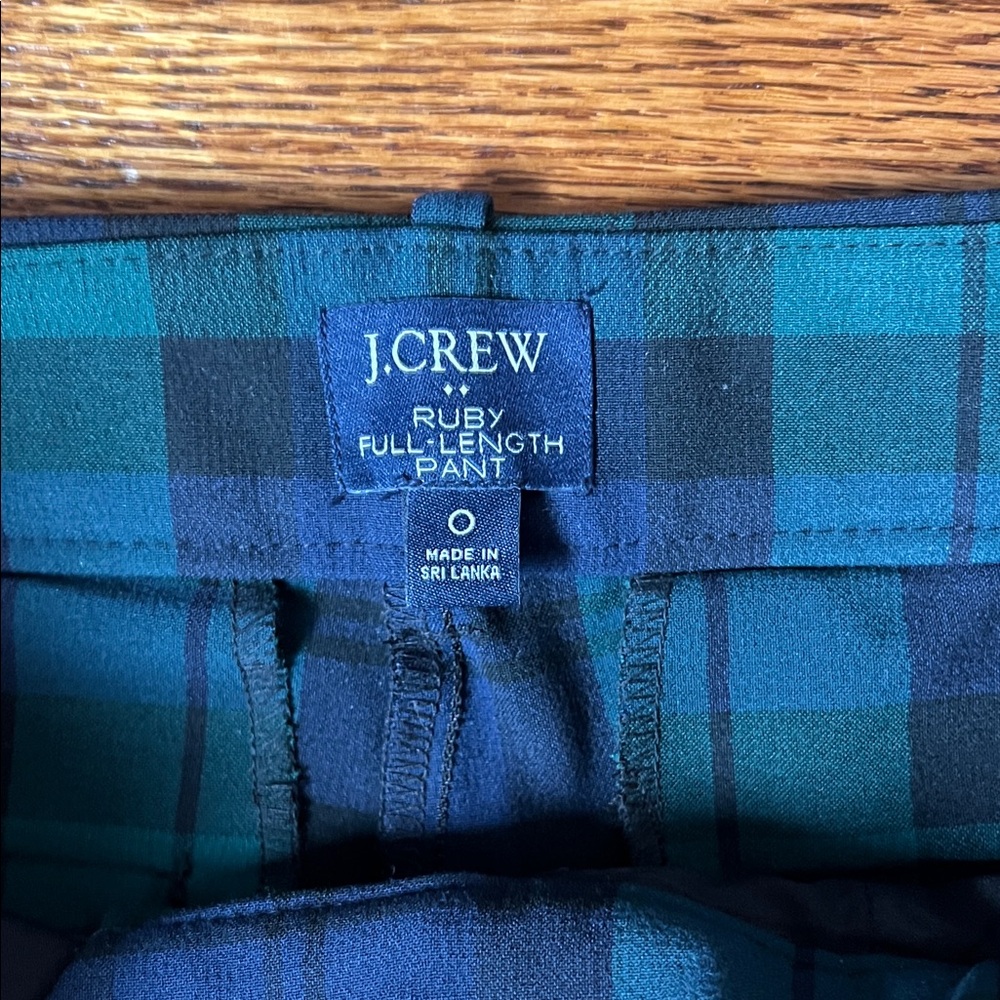 J.CREW
RUBY
FULL-LENGTH
PANT
0
MADE IN
SRI LANKA